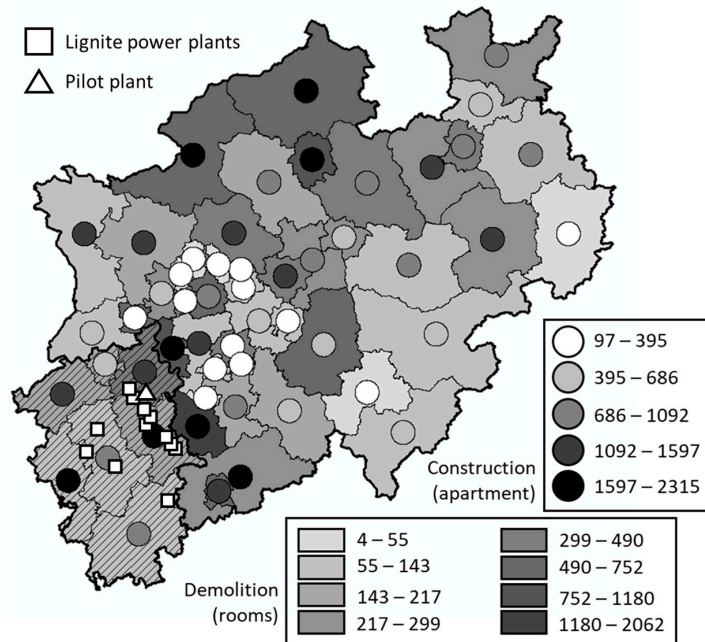 Lignite power plants
Pilot plant
97 – 395
395 – 686
686 – 1092
1092 – 1597
1597 – 2315
Construction
(apartment)
Demolition
(rooms)
4 – 55
55 – 143
143 – 217
217 – 299
299 – 490
490 – 752
752 – 1180
1180 – 2062